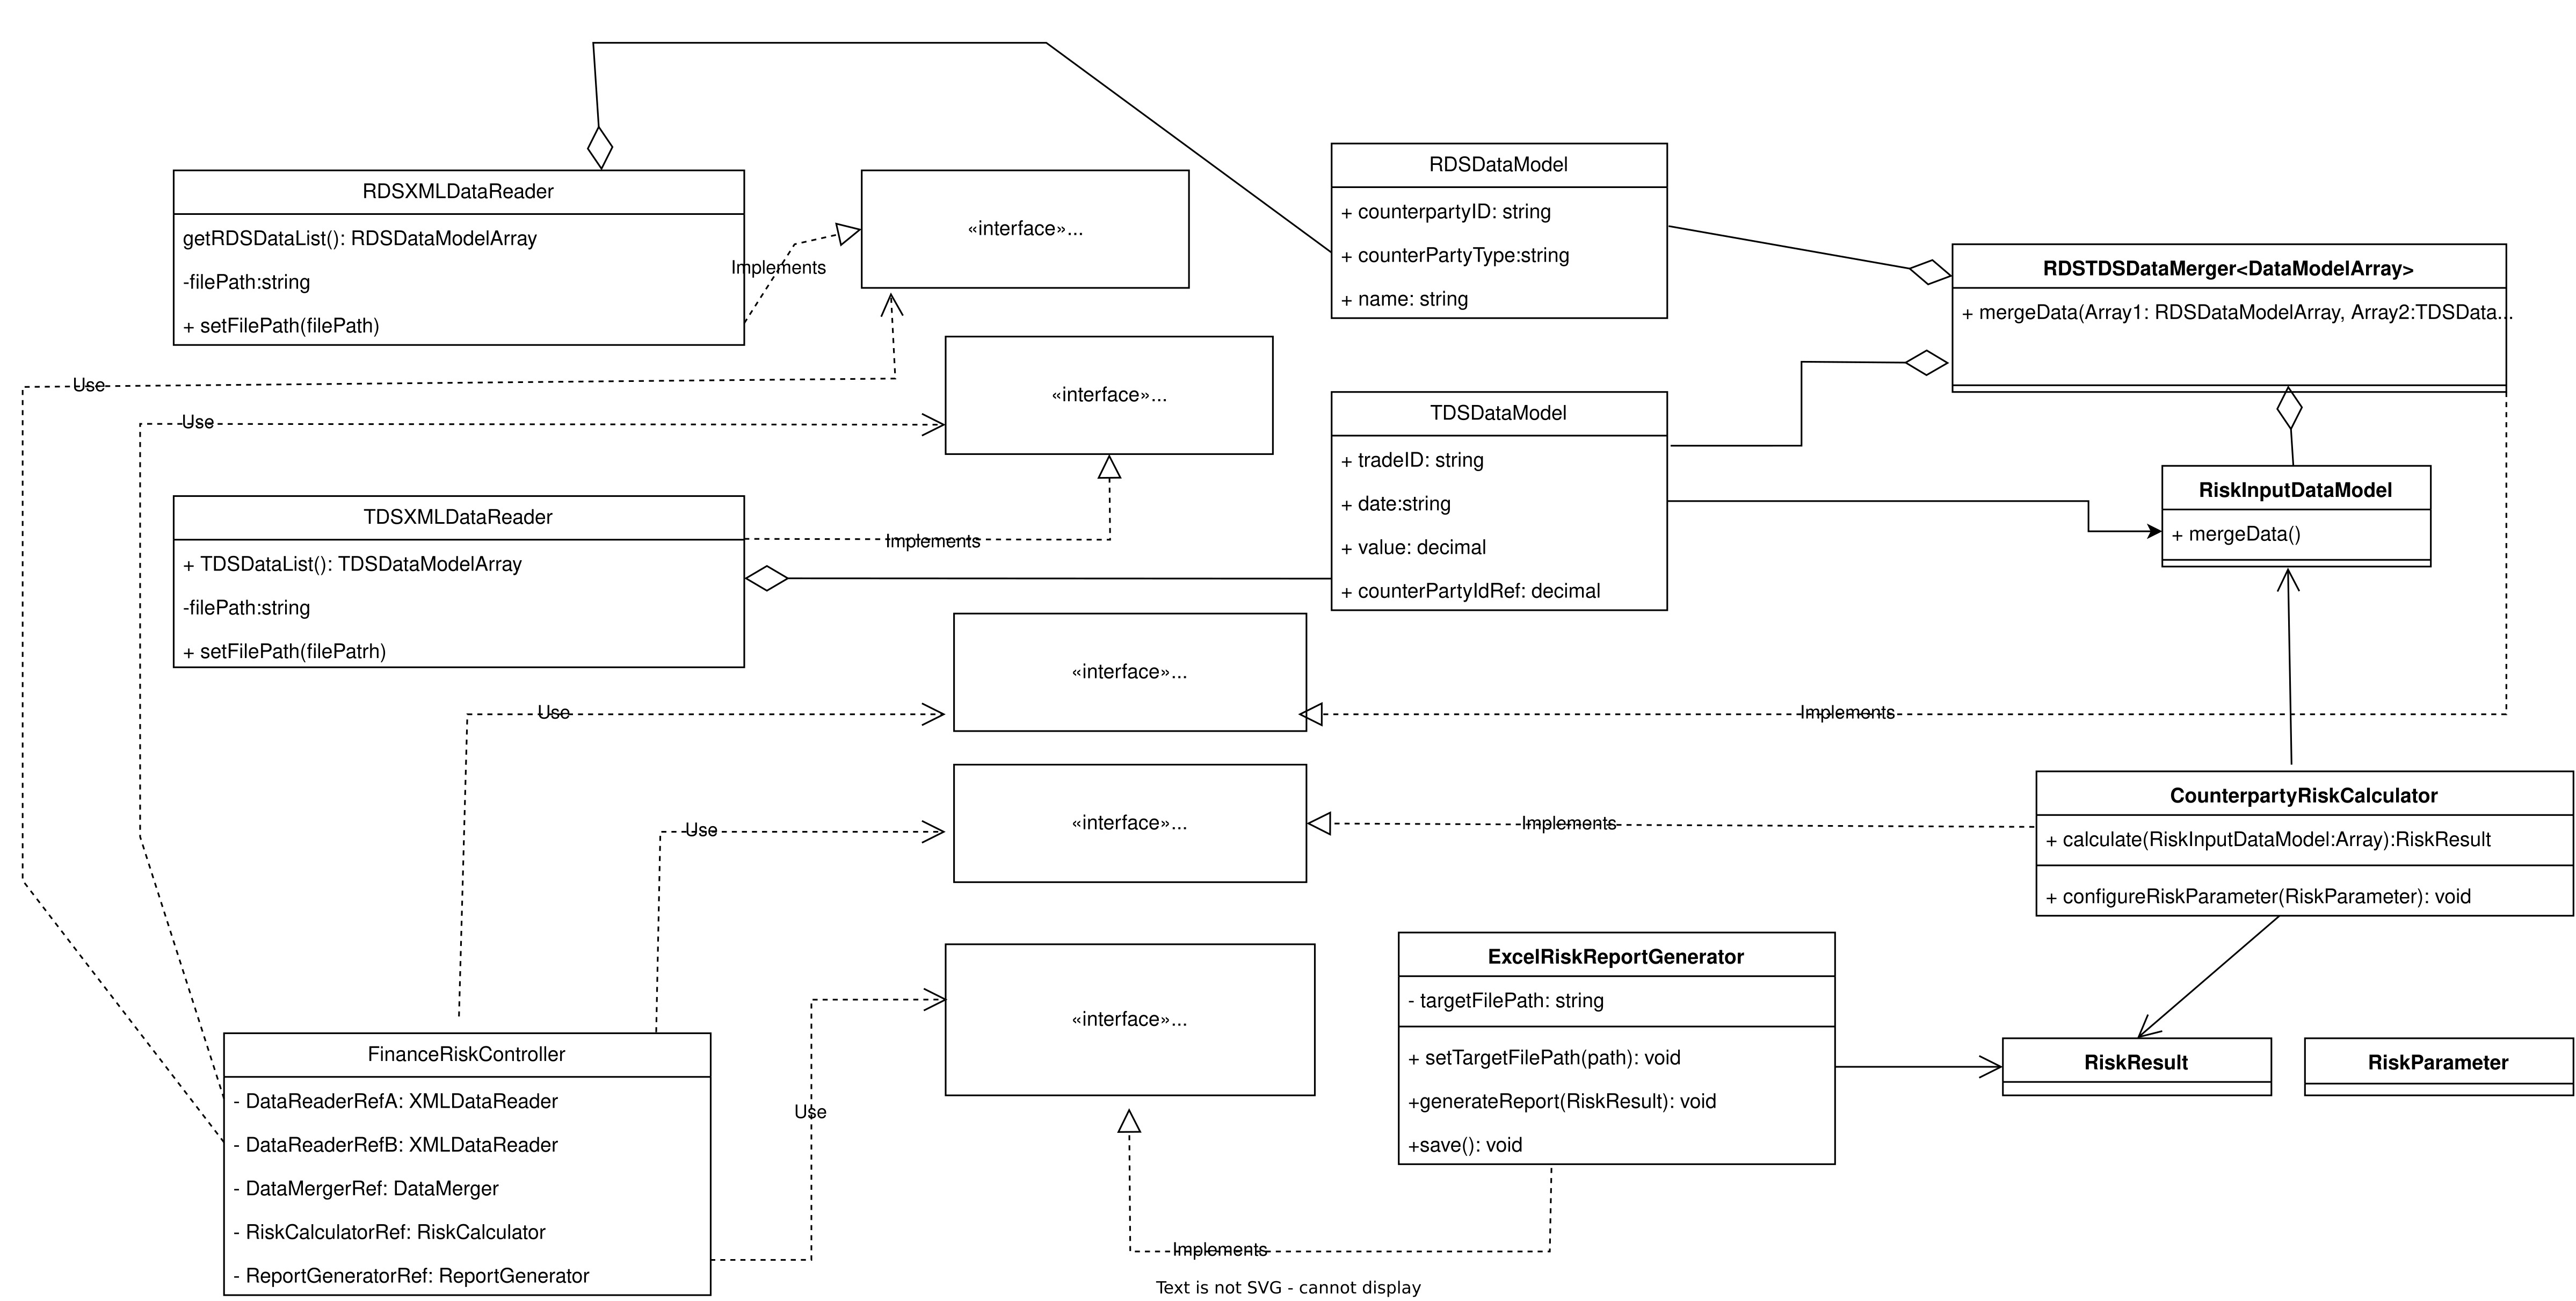 RDSXMLDataReader
getRDSDataList(): RDSDataModelArray
-filePath:string
+ setFilePath(filePath)
Implements
«interface»...
RDSDataModel
+ counterpartyID: string
+ counterPartyType:string
+ name: string
RDSTDSDataMerger<DataModelArray>
+ mergeData(Array1: RDSDataModelArray, Array2:TDSData...
Use
Use
«interface»...
TDSDataModel
+ tradeID: string
+ date:string
+ value: decimal
+ counterPartyIdRef: decimal
RiskInputDataModel
+ mergeData()
TDSXMLDataReader
+ TDSDataList(): TDSDataModelArray
-filePath:string
+ setFilePath(filePatrh)
Implements
«interface»...
Use
Implements
«interface»...
Use
Implements
CounterpartyRiskCalculator
+ calculate(RiskInputDataModel:Array):RiskResult
+ configureRiskParameter(RiskParameter): void
FinanceRiskController
- DataReaderRefA: XMLDataReader
- DataReaderRefB: XMLDataReader
- DataMergerRef: DataMerger
- RiskCalculatorRef: RiskCalculator
- ReportGeneratorRef: ReportGenerator
Use
«interface»...
ExcelRiskReportGenerator
- targetFilePath: string
+ setTargetFilePath(path): void
+generateReport(RiskResult): void
+save(): void
RiskResult
RiskParameter
Implements
Text is not SVG - cannot display